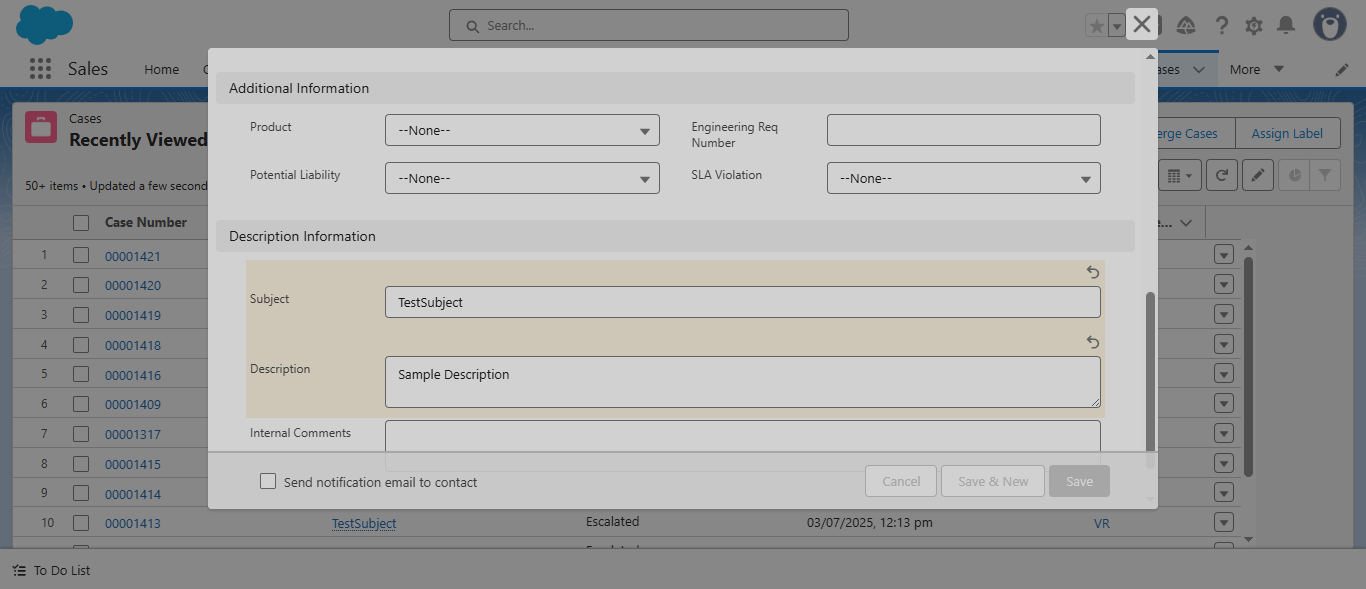 Search...
Sales
Home
ases
More
Cases
Recently Viewed
erge Cases
Assign Label
50+ items • Updated a few second
Case Number
e...
1 00001421
2 00001420
3 00001419
4 00001418
5 00001416
6 00001409
7 00001317
8 00001415
9 00001414
10 00001413 TestSubject Escalated 03/07/2025, 12:13 pm VR
Additional Information
Product --None-- Engineering Req
Number
Potential Liability --None-- SLA Violation --None--
Description Information
Subject TestSubject
Description Sample Description
Internal Comments
Send notification email to contact Cancel Save & New Save
To Do List